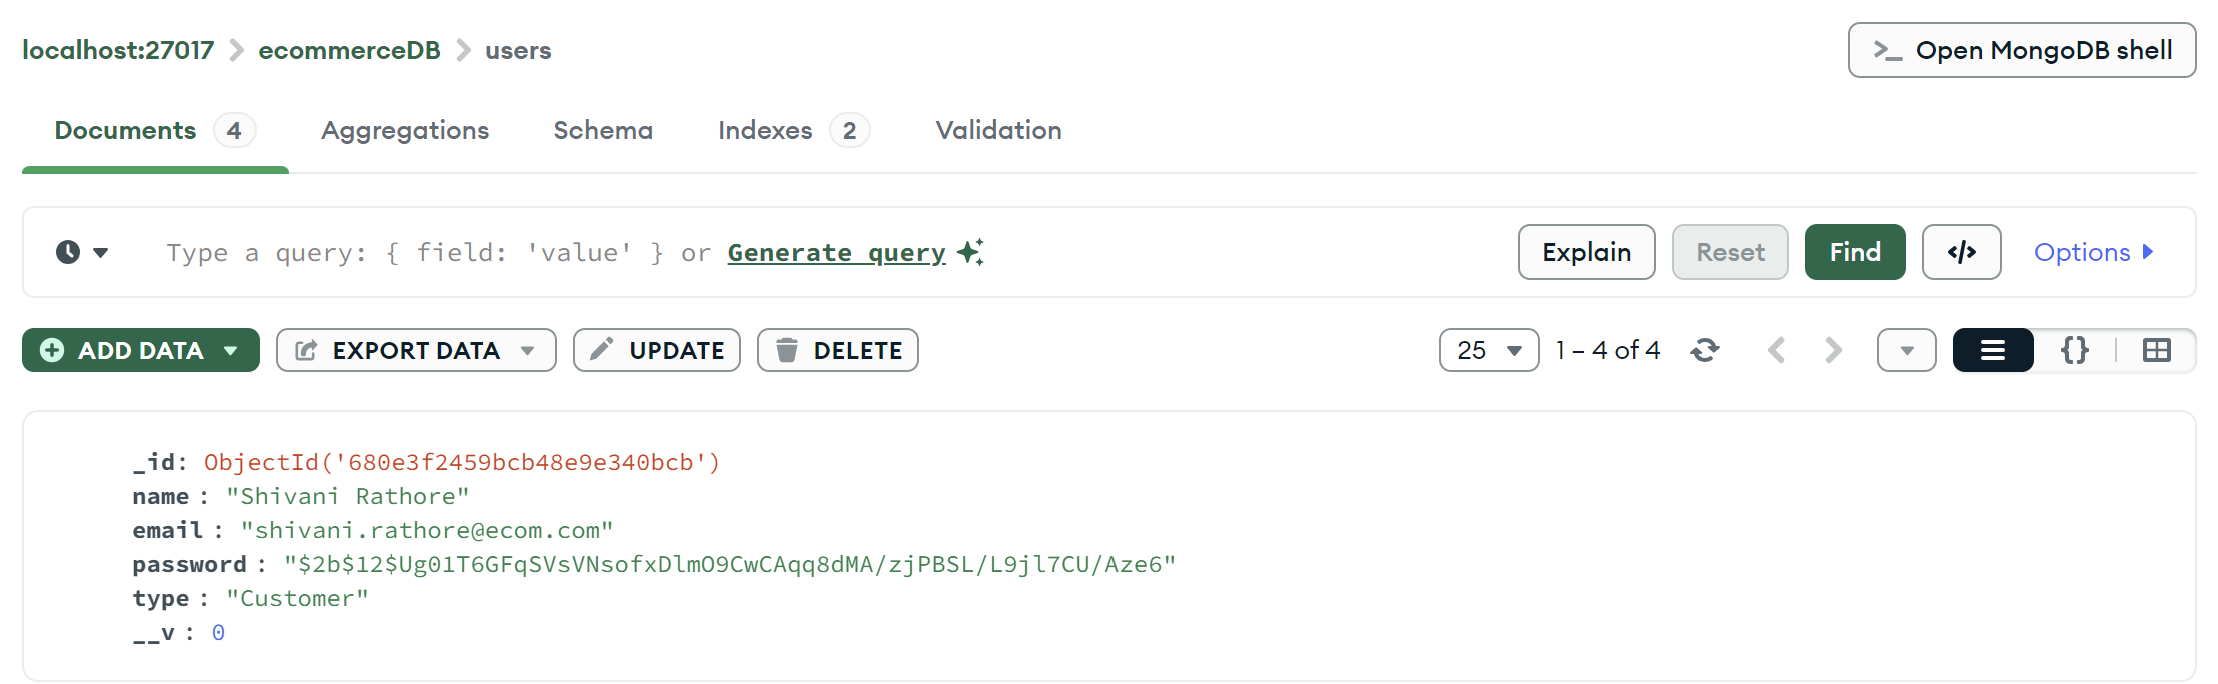 localhost:27017 > ecommerceDB > users
>_ Open MongoDB shell
Documents 4 Aggregations Schema Indexes 2 Validation
Type a query: { field: 'value' } or Generate query
Explain Reset Find </> Options
ADD DATA EXPORT DATA UPDATE DELETE
25 1 – 4 of 4 {}
_id: ObjectId('680e3f2459bcb48e9e340bcb')
name : "Shivani Rathore"
email : "shivani.rathore@ecom.com"
password : "$2b$12$Ug01T6GFqSVsVNsofxDlmO9CwCAqq8dMA/zjPBSL/L9jl7CU/Aze6"
type : "Customer"
__v : 0